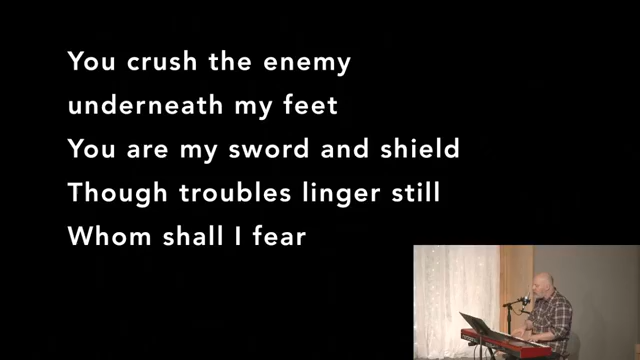 You crush the enemy
underneath my feet
You are my sword and shield
Though troubles linger still
Whom shall I fear